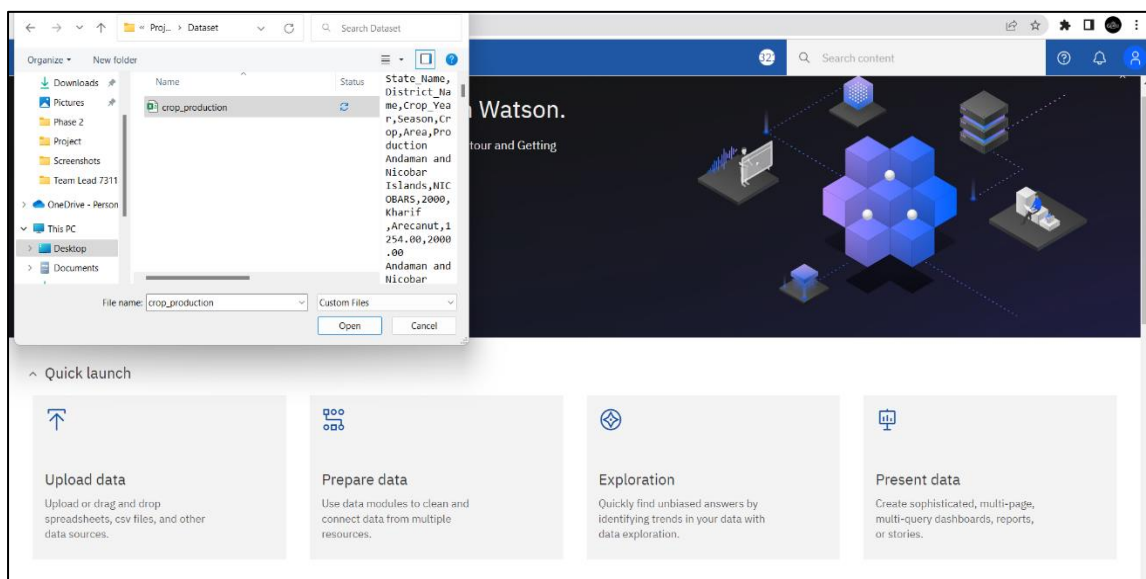 « Proj... > Dataset
Search Dataset
Organize
New folder
Downloads
Pictures
Phase 2
Project
Screenshots
Team Lead 7311
OneDrive - Person
This PC
Desktop
Documents
Name
Status
crop_production
State_Name,
District_Na
me,Crop_Yea
r,Season,Cr
op,Area,Pro
duction
Andaman and
Nicobar
Islands,NIC
OBARS,2000,
Kharif
,Arecanut,1
254.00,2000
.00
Andaman and
Nicobar
File name: crop_production
Custom Files
Open
Cancel
Search content
Watson.
tour and Getting
Quick launch
Upload data
Upload or drag and drop
spreadsheets, csv files, and other
data sources.
Prepare data
Use data modules to clean and
connect data from multiple
resources.
Exploration
Quickly find unbiased answers by
identifying trends in your data with
data exploration.
Present data
Create sophisticated, multi-page,
multi-query dashboards, reports,
or stories.